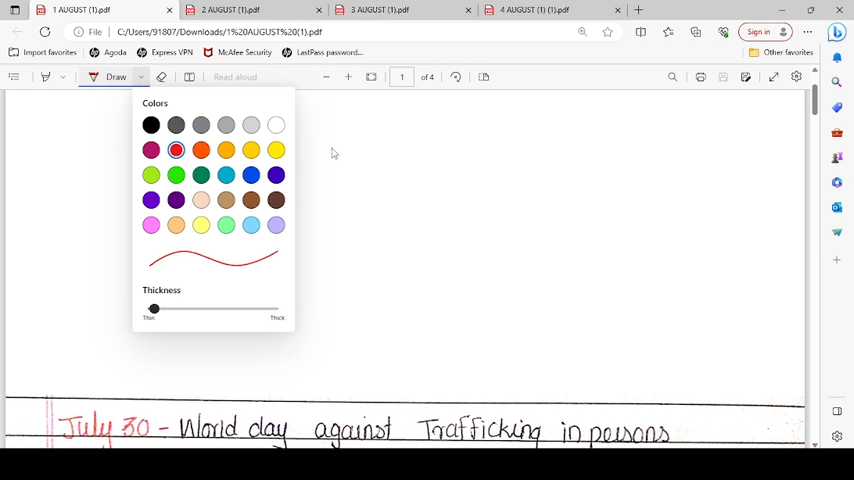 1 AUGUST (1).pdf
2 AUGUST (1).pdf
3 AUGUST (1).pdf
4 AUGUST (1) (1).pdf
File
C:/Users/91807/Downloads/1%20AUGUST%20(1).pdf
Sign in
Import favorites
Agoda
Express VPN
McAfee Security
LastPass password...
Other favorites
Draw
Read aloud
1
of 4
Colors
Thickness
Thin
Thick
July 30 - World day against Trafficking in persons